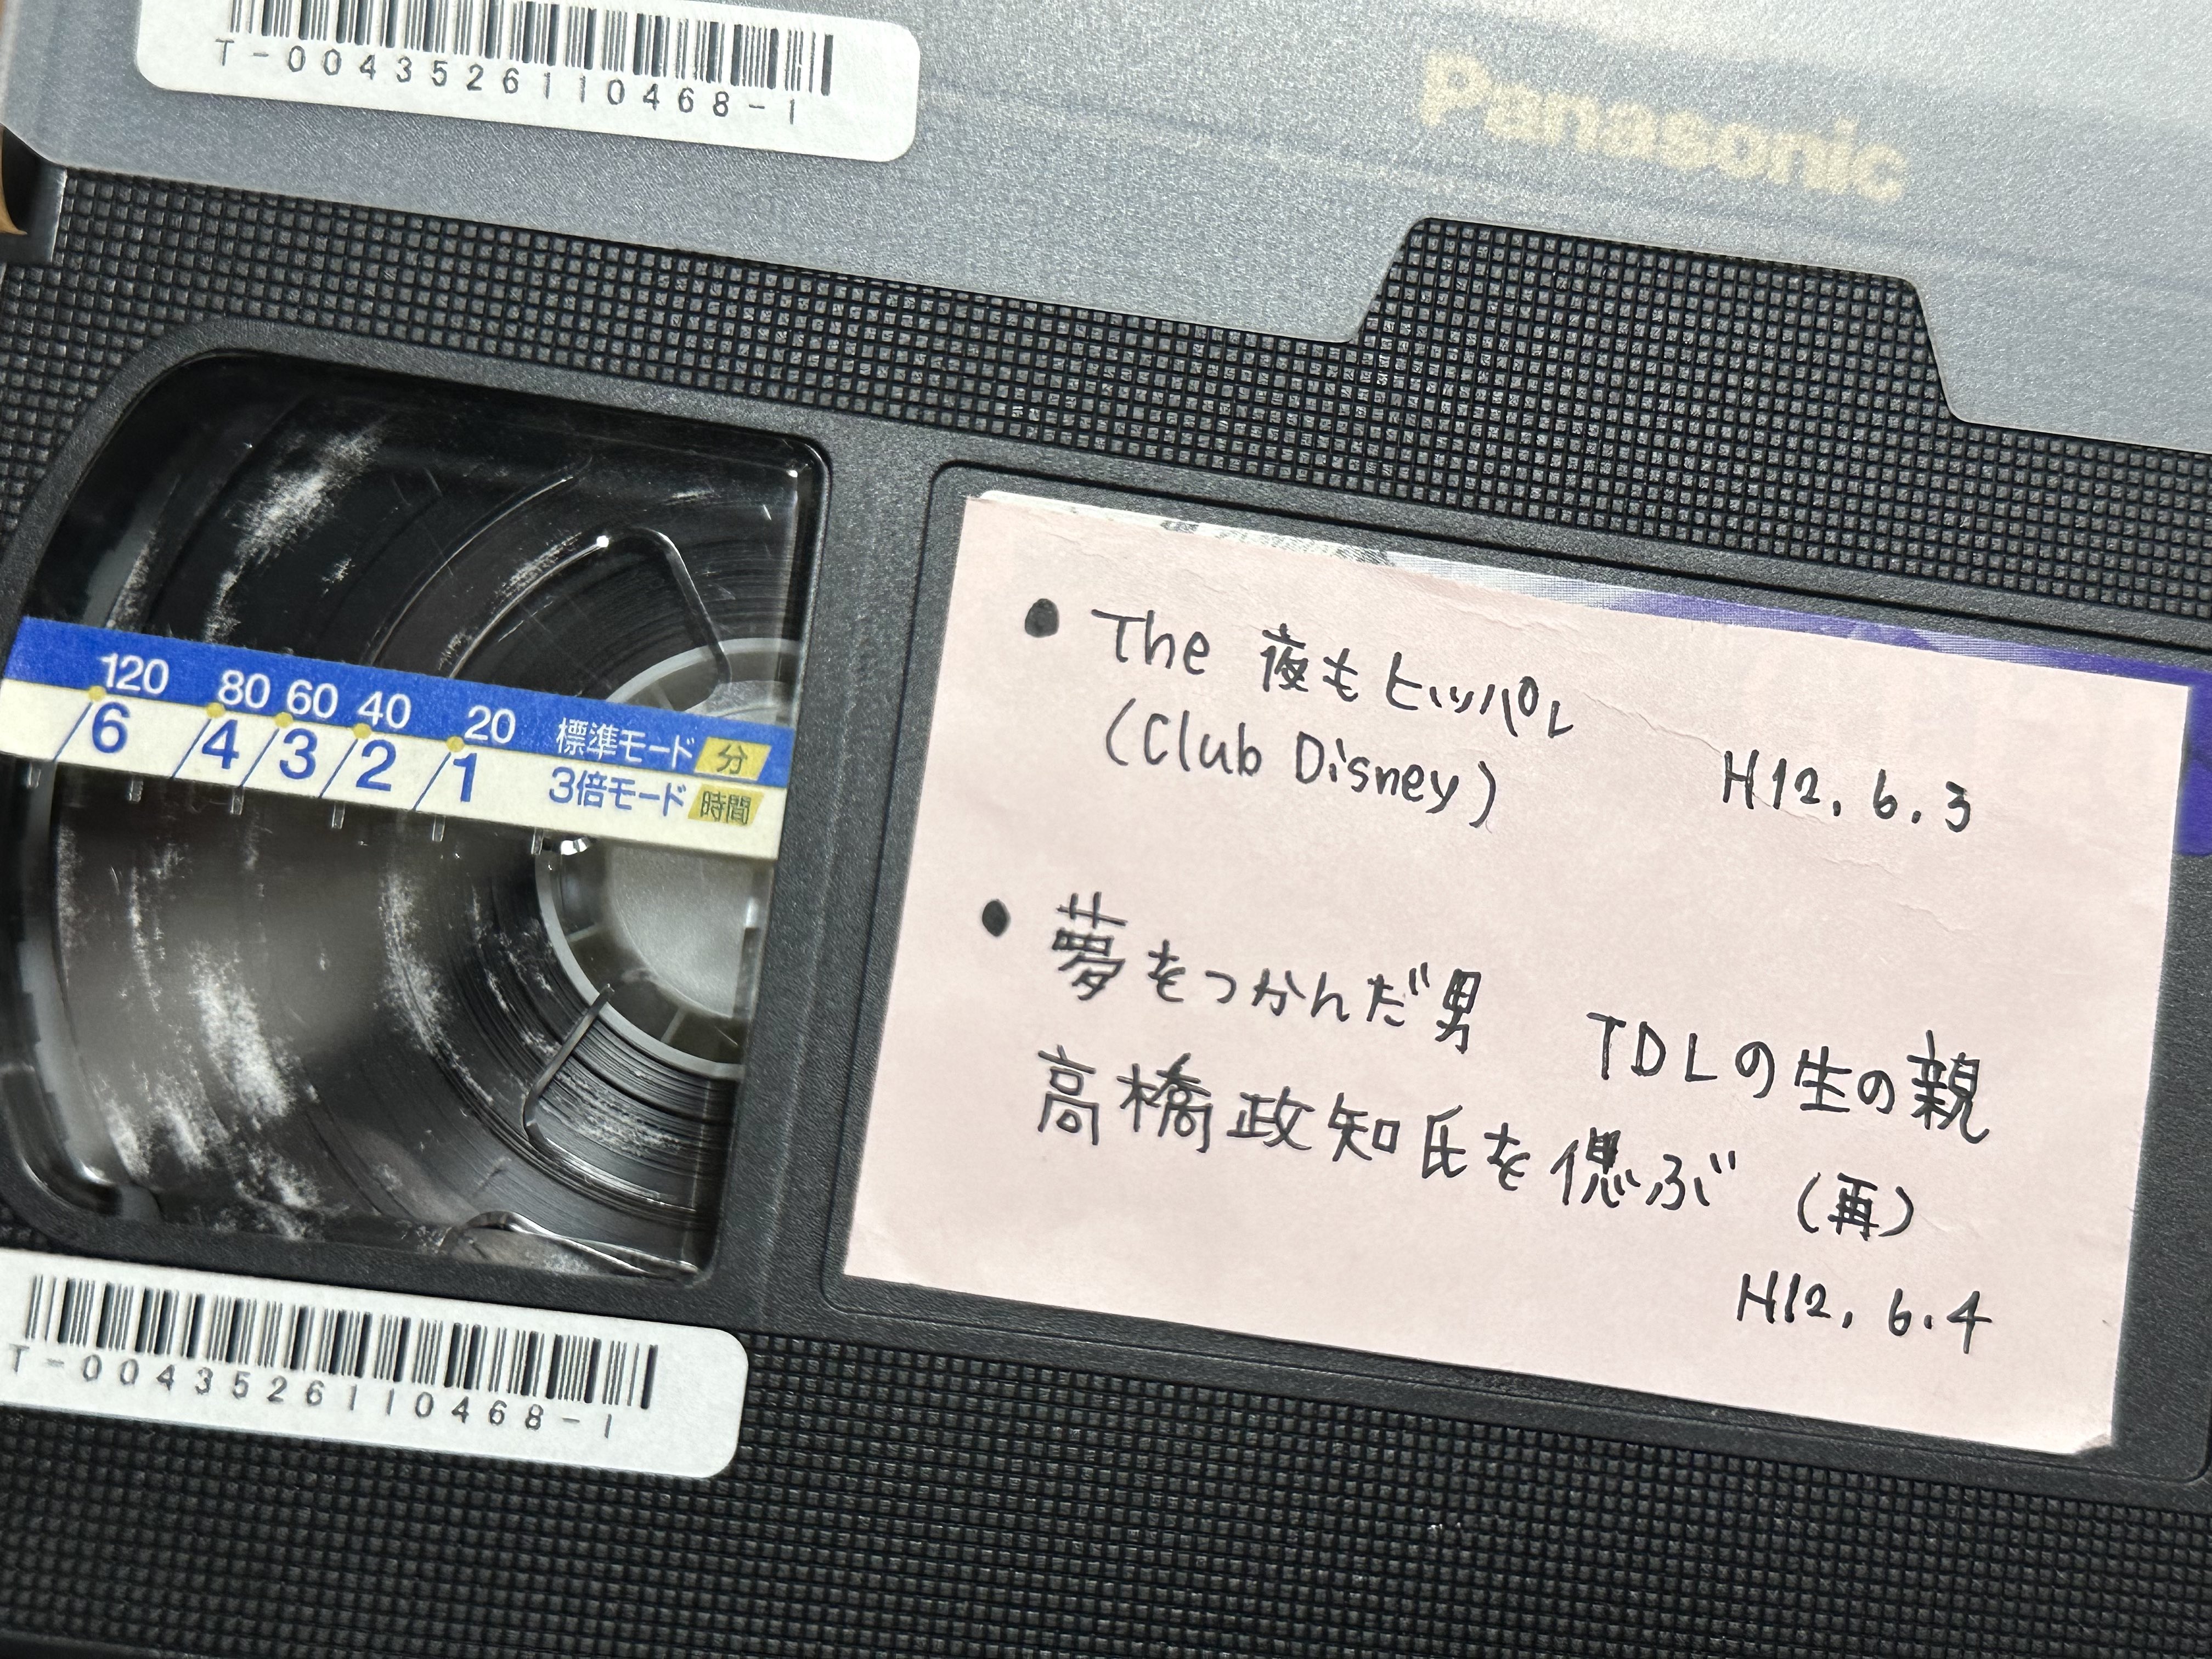 T-0043526110468-1
Panasonic
120 80 60 40 20 標準モード 分
6 4 3 2 1 3倍モード 時間
• The 夜もヒッパレ
(Club Disney) H12.6.3
• 夢をつかんだ男 TDLの生の親
高橋政知氏を偲ぶ (再)
H12.6.4
T-0043526110468-1